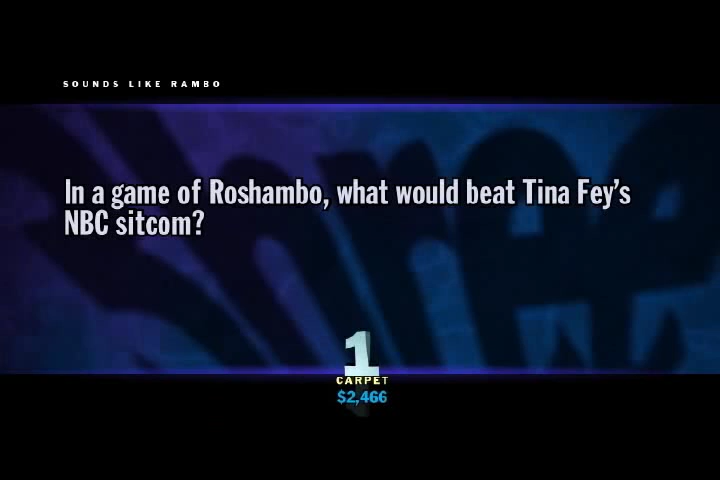 SOUNDS LIKE RAMBO
In a game of Roshambo, what would beat Tina Fey's
NBC sitcom?
1
CARPET
$2,466